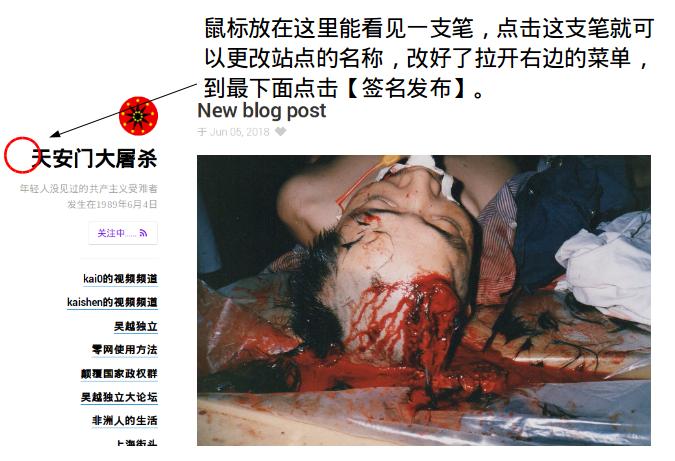 鼠标放在这里能看见一支笔，点击这支笔就可
以更改站点的名称，改好了拉开右边的菜单，
到最下面点击【签名发布】。
New blog post
于 Jun 05, 2018
天安门大屠杀
年轻人没见过的共产主义受难者
发生在1989年6月4日
关注中.....
kai0的视频频道
kaishen的视频频道
吴越独立
零网使用方法
颠覆国家政权群
吴越独立大论坛
非洲人的生活
上海街头